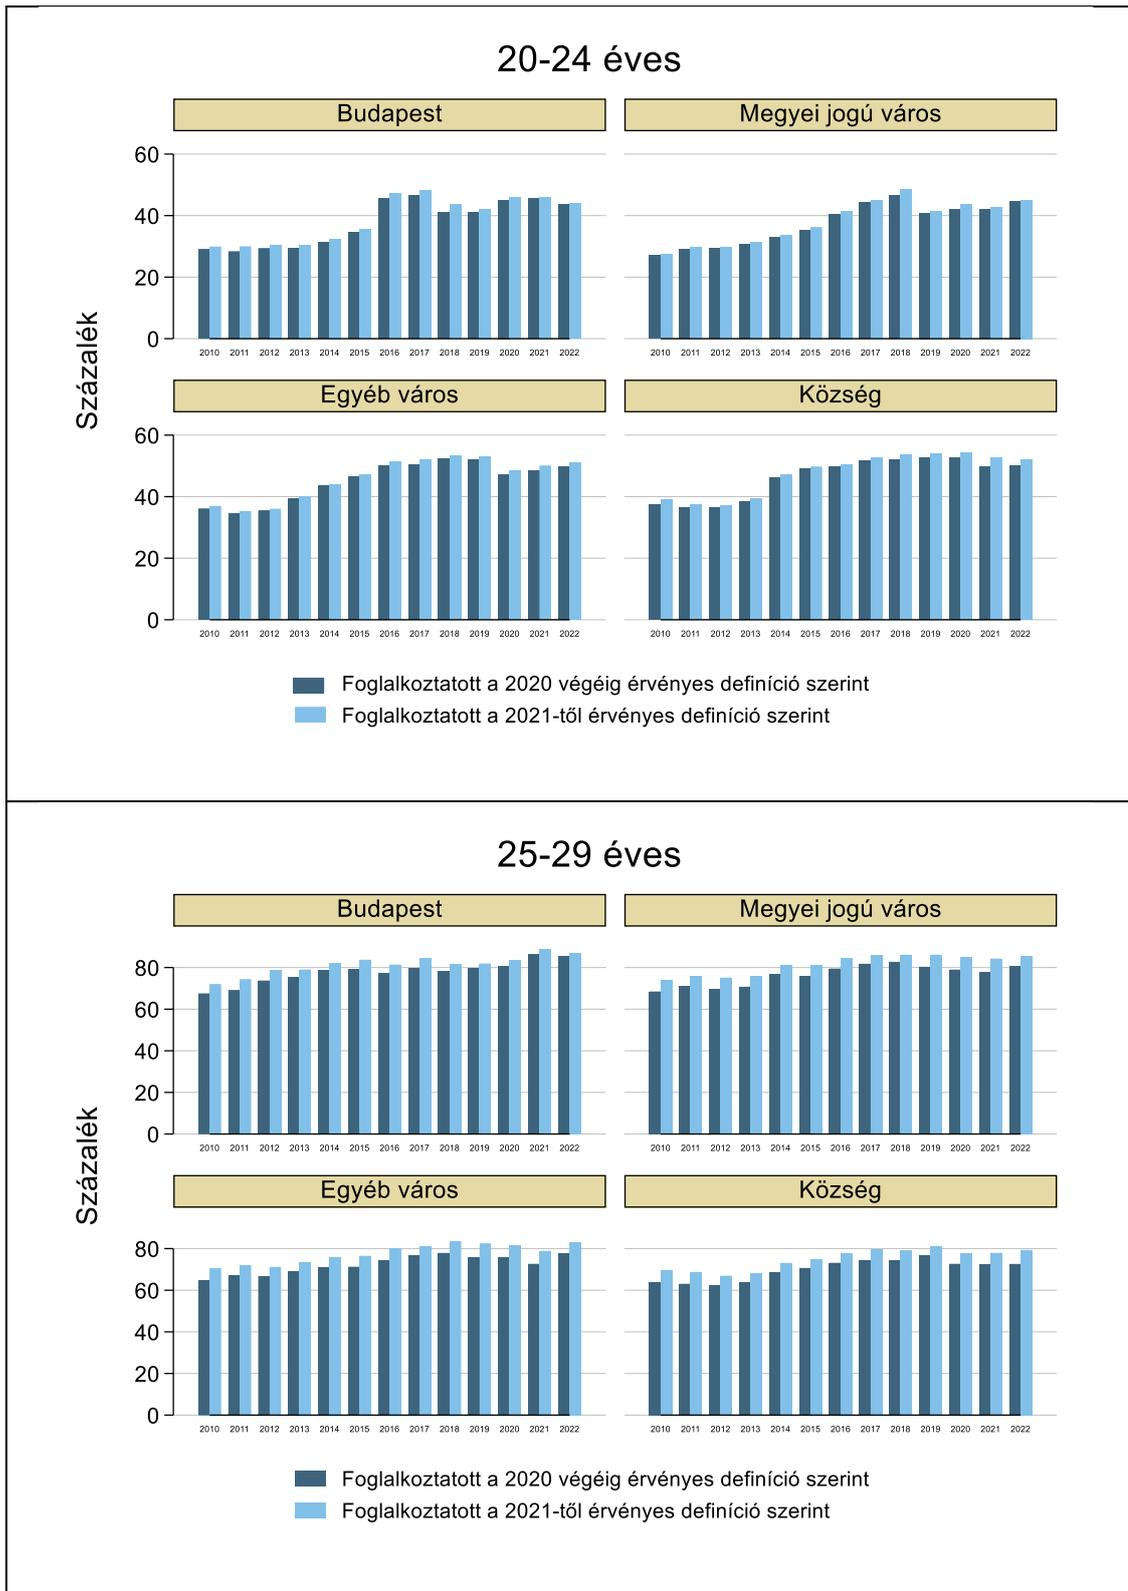 20-24 éves
Budapest
Megyei jogú város
60
40
20
0
2010 2011 2012 2013 2014 2015 2016 2017 2018 2019 2020 2021 2022
2010 2011 2012 2013 2014 2015 2016 2017 2018 2019 2020 2021 2022
Százalék
Egyéb város
Község
60
40
20
0
2010 2011 2012 2013 2014 2015 2016 2017 2018 2019 2020 2021 2022
2010 2011 2012 2013 2014 2015 2016 2017 2018 2019 2020 2021 2022
Foglalkoztatott a 2020 végéig érvényes definíció szerint
Foglalkoztatott a 2021-től érvényes definíció szerint
25-29 éves
Budapest
Megyei jogú város
80
60
40
20
0
2010 2011 2012 2013 2014 2015 2016 2017 2018 2019 2020 2021 2022
2010 2011 2012 2013 2014 2015 2016 2017 2018 2019 2020 2021 2022
Százalék
Egyéb város
Község
80
60
40
20
0
2010 2011 2012 2013 2014 2015 2016 2017 2018 2019 2020 2021 2022
2010 2011 2012 2013 2014 2015 2016 2017 2018 2019 2020 2021 2022
Foglalkoztatott a 2020 végéig érvényes definíció szerint
Foglalkoztatott a 2021-től érvényes definíció szerint